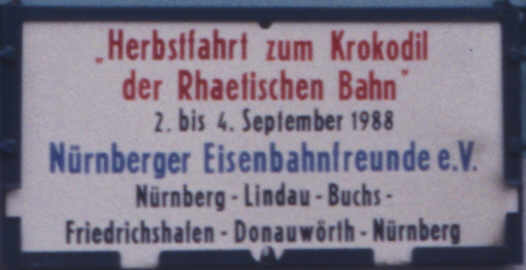 „Herbstfahrt zum Krokodil
der Rhaetischen Bahn“
2. bis 4. September 1988
Nürnberger Eisenbahnfreunde e.V.
Nürnberg - Lindau - Buchs -
Friedrichshafen - Donauwörth - Nürnberg